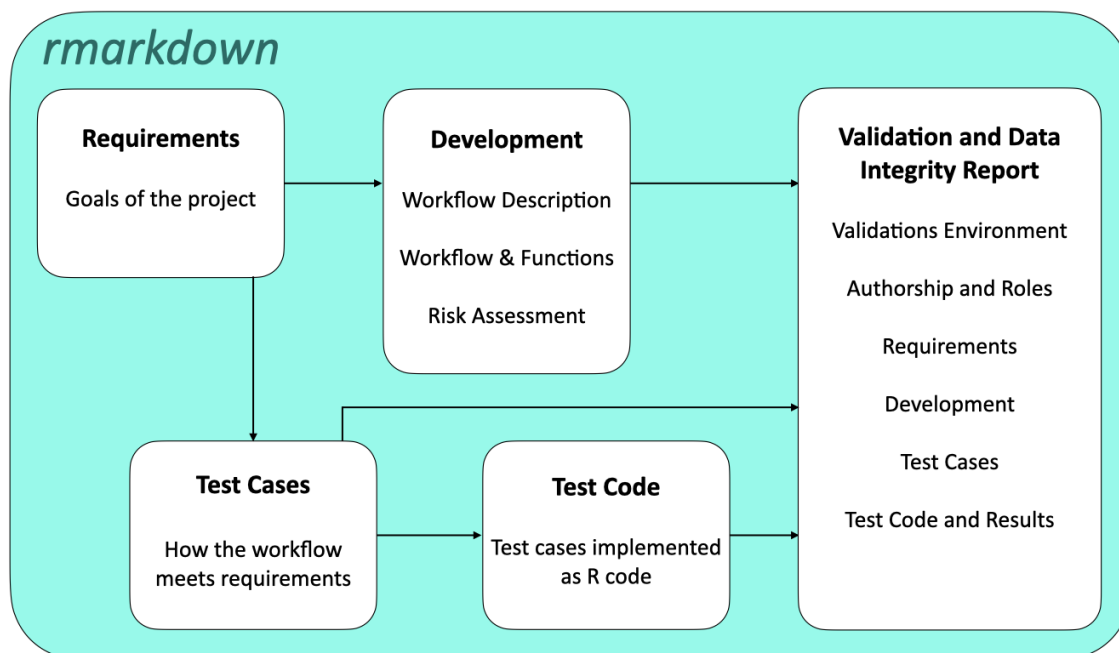 rmarkdown
Requirements
Goals of the project
Development
Workflow Description
Workflow & Functions
Risk Assessment
Validation and Data
Integrity Report
Validations Environment
Authorship and Roles
Requirements
Development
Test Cases
Test Code and Results
Test Cases
How the workflow
meets requirements
Test Code
Test cases implemented
as R code